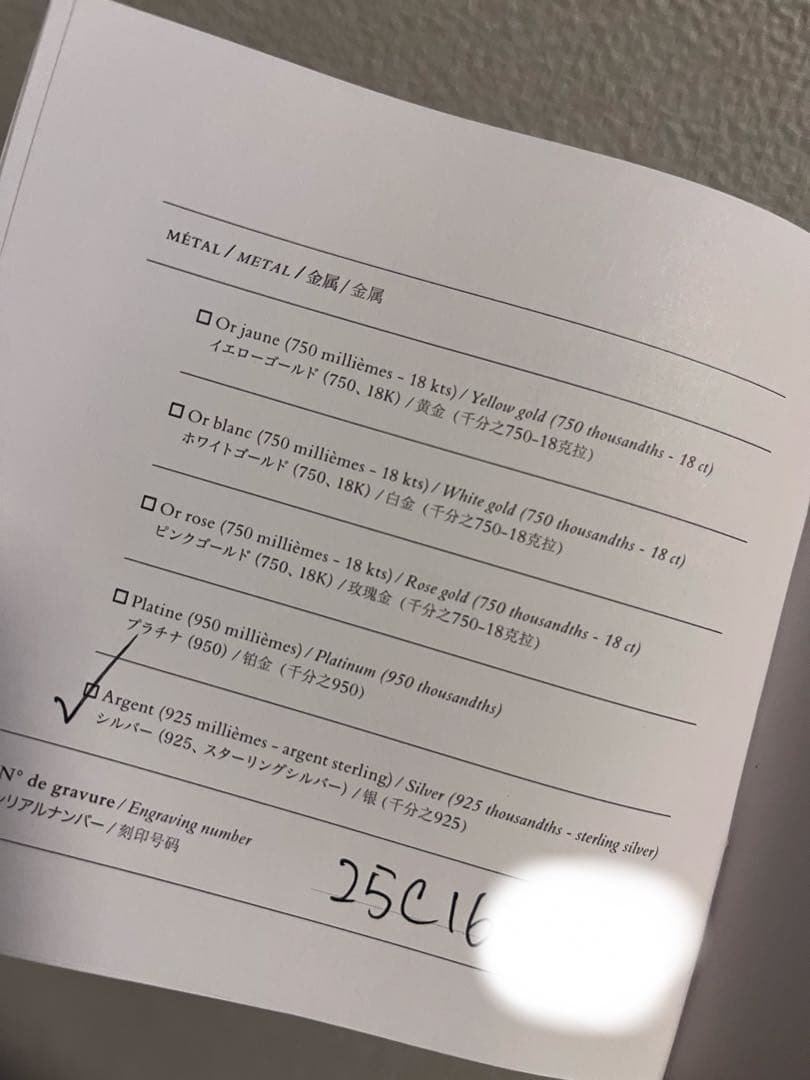 MÉTAL / METAL / 金属 / 金属
Or jaune (750 millièmes - 18 kts) / Yellow gold (750 thousandths - 18 ct)
イエローゴールド (750、18K) / 黄金 (千分之750-18克拉)
Or blanc (750 millièmes - 18 kts) / White gold (750 thousandths - 18 ct)
ホワイトゴールド (750、18K) / 白金 (千分之750-18克拉)
Or rose (750 millièmes - 18 kts) / Rose gold (750 thousandths - 18 ct)
ピンクゴールド (750、18K) / 玫瑰金 (千分之750-18克拉)
Platine (950 millièmes) / Platinum (950 thousandths)
プラチナ (950) / 铂金 (千分之950)
Argent (925 millièmes - argent sterling) / Silver (925 thousandths - sterling silver)
シルバー (925、スターリングシルバー) / 银 (千分之925)
N° de gravure / Engraving number
リアルナンバー / 刻印号码
25C16